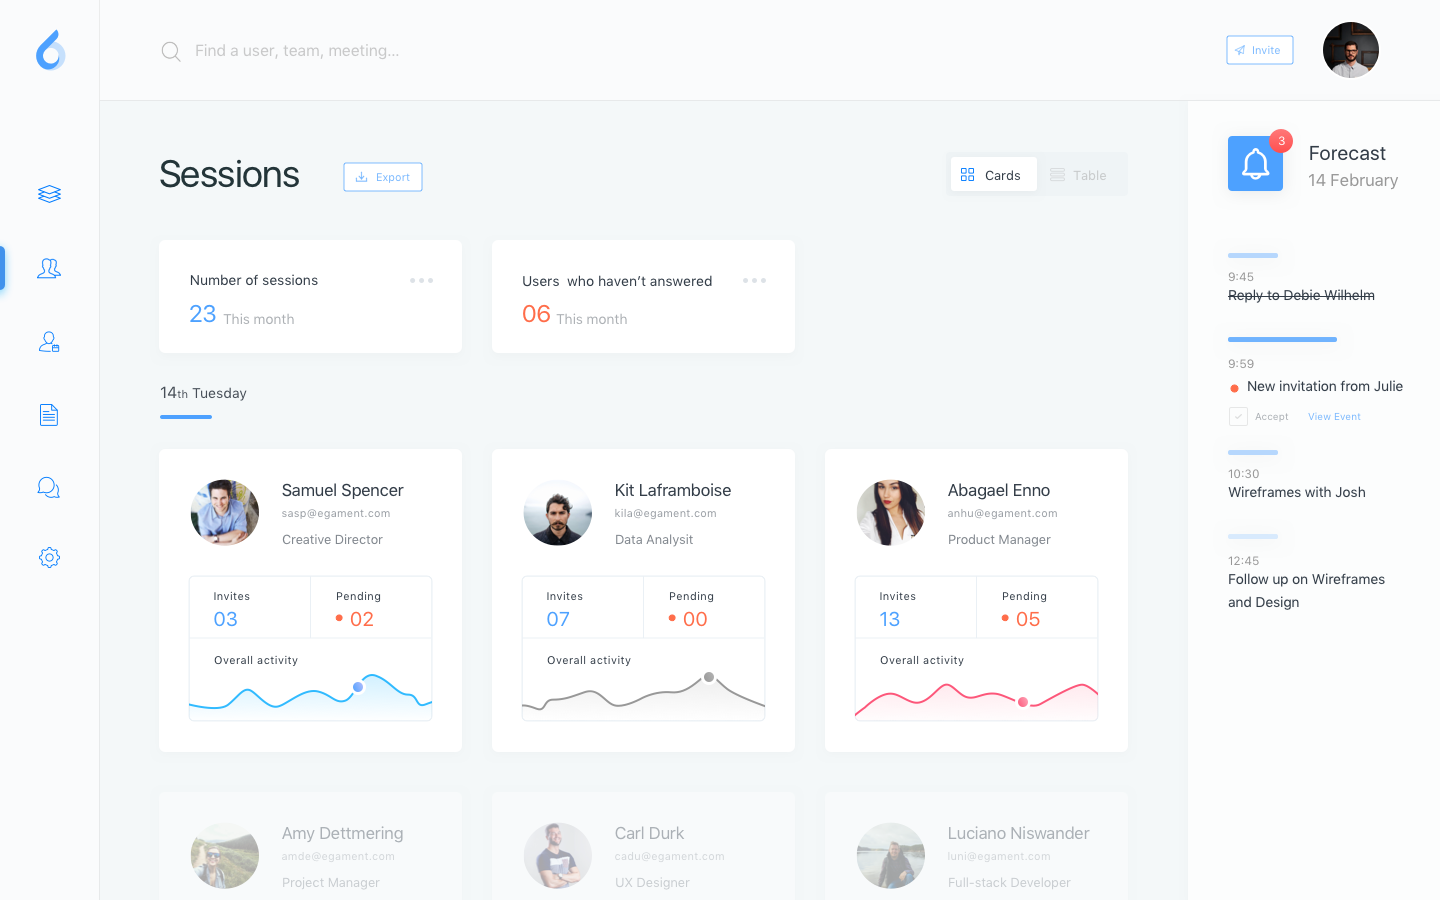 Find a user, team, meeting...
Invite
Sessions
Export
Cards
Table
3
Forecast
14 February
Number of sessions
23 This month
Users who haven't answered
06 This month
14th Tuesday
Samuel Spencer
sasp@egament.com
Creative Director
Invites
03
Pending
02
Overall activity
Kit Laframboise
kila@egament.com
Data Analysit
Invites
07
Pending
00
Overall activity
Abagael Enno
anhu@egament.com
Product Manager
Invites
13
Pending
05
Overall activity
Amy Dettmering
amde@egament.com
Project Manager
Carl Durk
cadu@egament.com
UX Designer
Luciano Niswander
luni@egament.com
Full-stack Developer
9:45
Reply to Debie Wilhelm
9:59
New invitation from Julie
Accept
View Event
10:30
Wireframes with Josh
12:45
Follow up on Wireframes
and Design